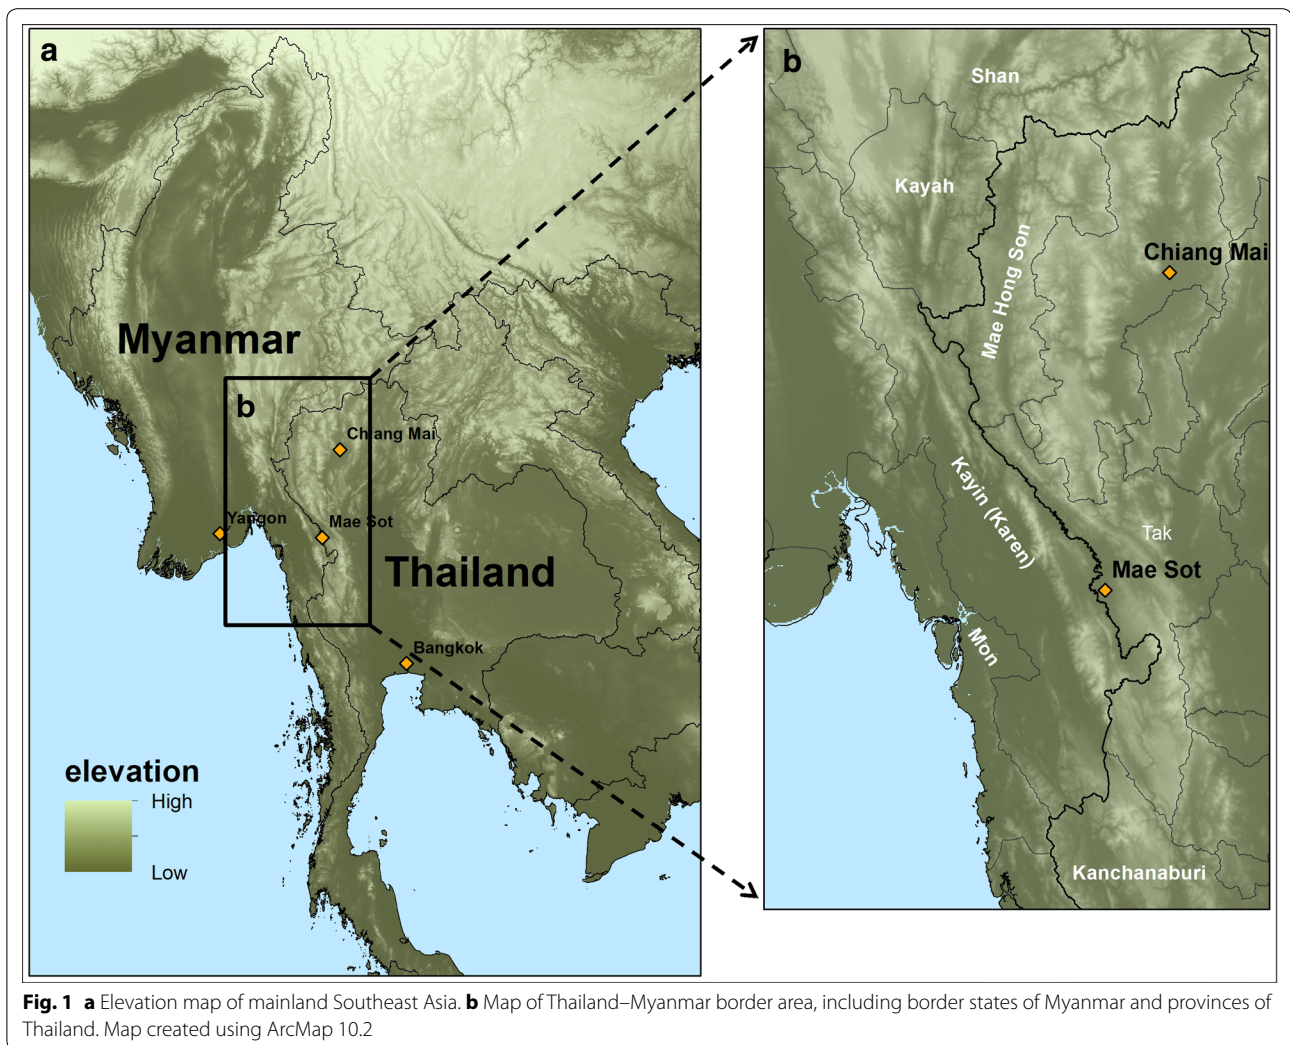 a
Myanmar
b
Chiang Mai
Yangon
Mae Sot
Thailand
Bangkok
elevation
High
Low
b
Shan
Kayah
Mae Hong Son
Chiang Mai
Kayin (Karen)
Tak
Mae Sot
Mon
Kanchanaburi
Fig. 1 a Elevation map of mainland Southeast Asia. b Map of Thailand–Myanmar border area, including border states of Myanmar and provinces of
Thailand. Map created using ArcMap 10.2